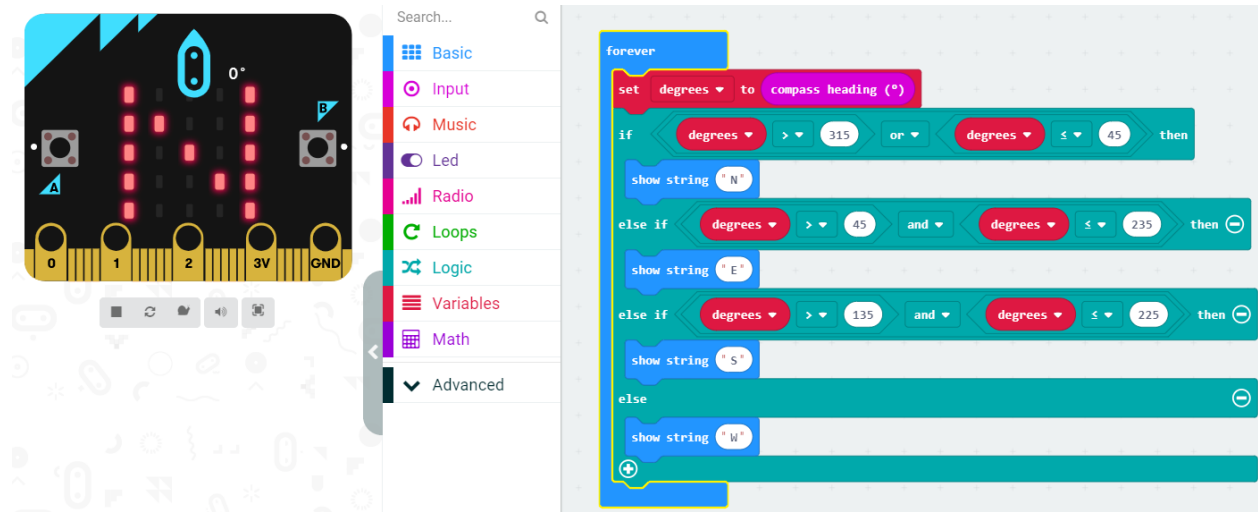 Search...
0°
B
A
0 1 2 3V GND
Basic
Input
Music
Led
Radio
Loops
Logic
Variables
Math
Advanced
forever
set degrees to compass heading (°)
if degrees > 315 or degrees ≤ 45 then
show string "N"
else if degrees > 45 and degrees ≤ 235 then
show string "E"
else if degrees > 135 and degrees ≤ 225 then
show string "S"
else
show string "W"